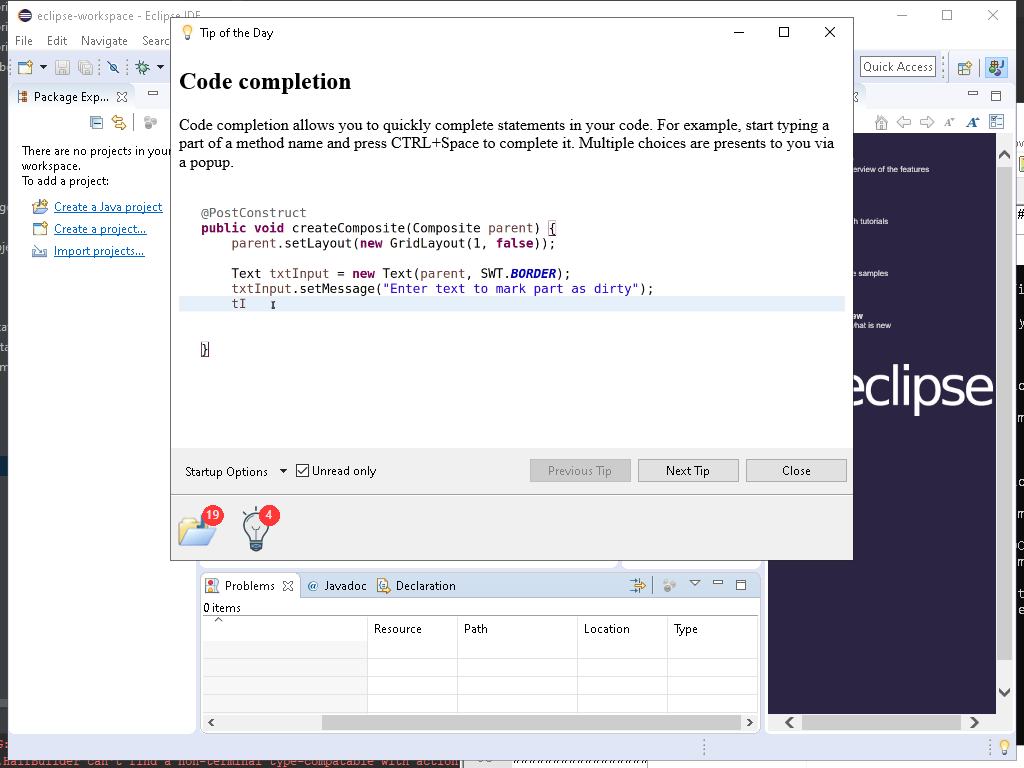 eclipse-workspace - Eclipse IDE
Tip of the Day
File Edit Navigate
Quick Access
Package Exp...
Code completion
Code completion allows you to quickly complete statements in your code. For example, start typing a
part of a method name and press CTRL+Space to complete it. Multiple choices are presents to you via
a popup.
There are no projects in your
workspace.
To add a project:
Create a Java project
Create a project...
Import projects...
@PostConstruct
public void createComposite(Composite parent) {
parent.setLayout(new GridLayout(1, false));
Text txtInput = new Text(parent, SWT.BORDER);
txtInput.setMessage("Enter text to mark part as dirty");
tI
}
erview of the features
h tutorials
e samples
ew
hat is new
eclipse
Startup Options Unread only Previous Tip Next Tip Close
19 4
Problems @ Javadoc Declaration
0 items
Resource Path Location Type
HallBuilder can't find a non-terminal type-compatable with action